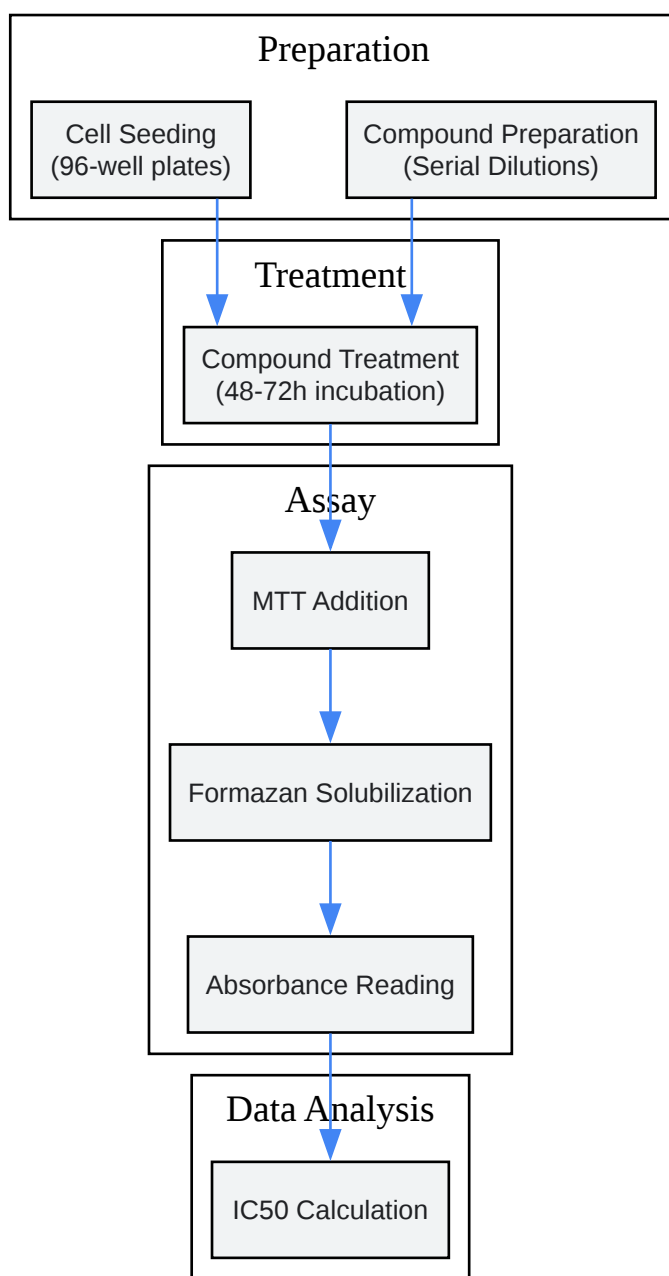 Preparation
Cell Seeding
(96-well plates)
Compound Preparation
(Serial Dilutions)
Treatment
Compound Treatment
(48-72h incubation)
Assay
MTT Addition
Formazan Solubilization
Absorbance Reading
Data Analysis
IC50 Calculation